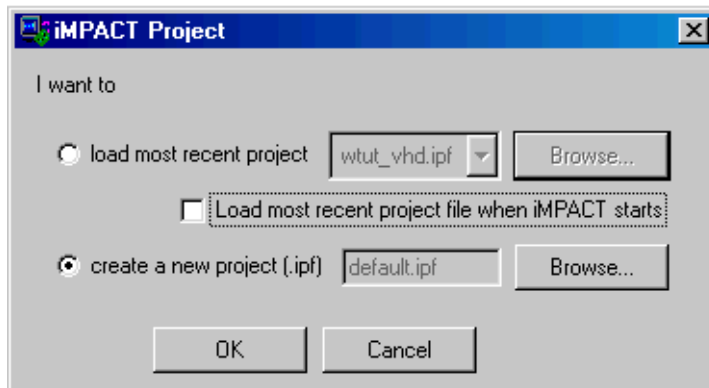 iMPACT Project
I want to
load most recent project wtut_vhd.ipf Browse...
Load most recent project file when iMPACT starts
create a new project (.ipf) default.ipf Browse...
OK Cancel